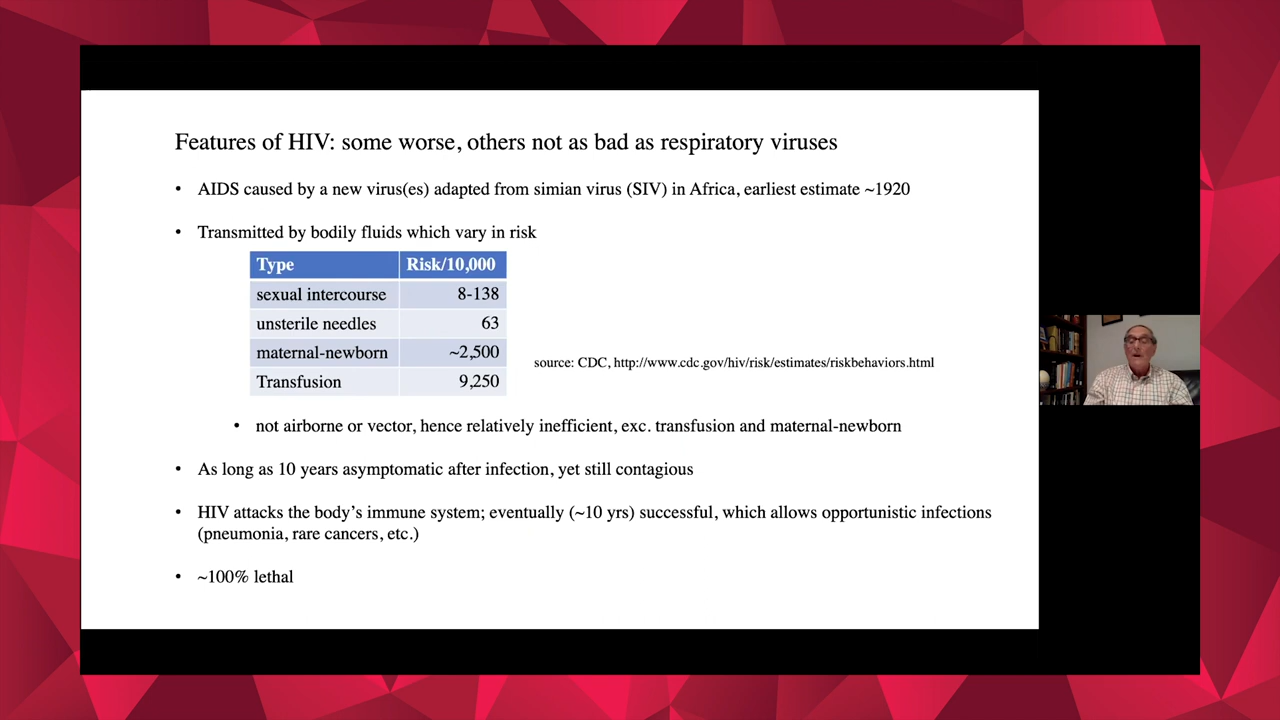 Features of HIV: some worse, others not as bad as respiratory viruses
• AIDS caused by a new virus(es) adapted from simian virus (SIV) in Africa, earliest estimate ~1920
• Transmitted by bodily fluids which vary in risk
Type Risk/10,000
sexual intercourse 8-138
unsterile needles 63
maternal-newborn ~2,500
Transfusion 9,250
source: CDC, http://www.cdc.gov/hiv/risk/estimates/riskbehaviors.html
• not airborne or vector, hence relatively inefficient, exc. transfusion and maternal-newborn
• As long as 10 years asymptomatic after infection, yet still contagious
• HIV attacks the body's immune system; eventually (~10 yrs) successful, which allows opportunistic infections
(pneumonia, rare cancers, etc.)
• ~100% lethal